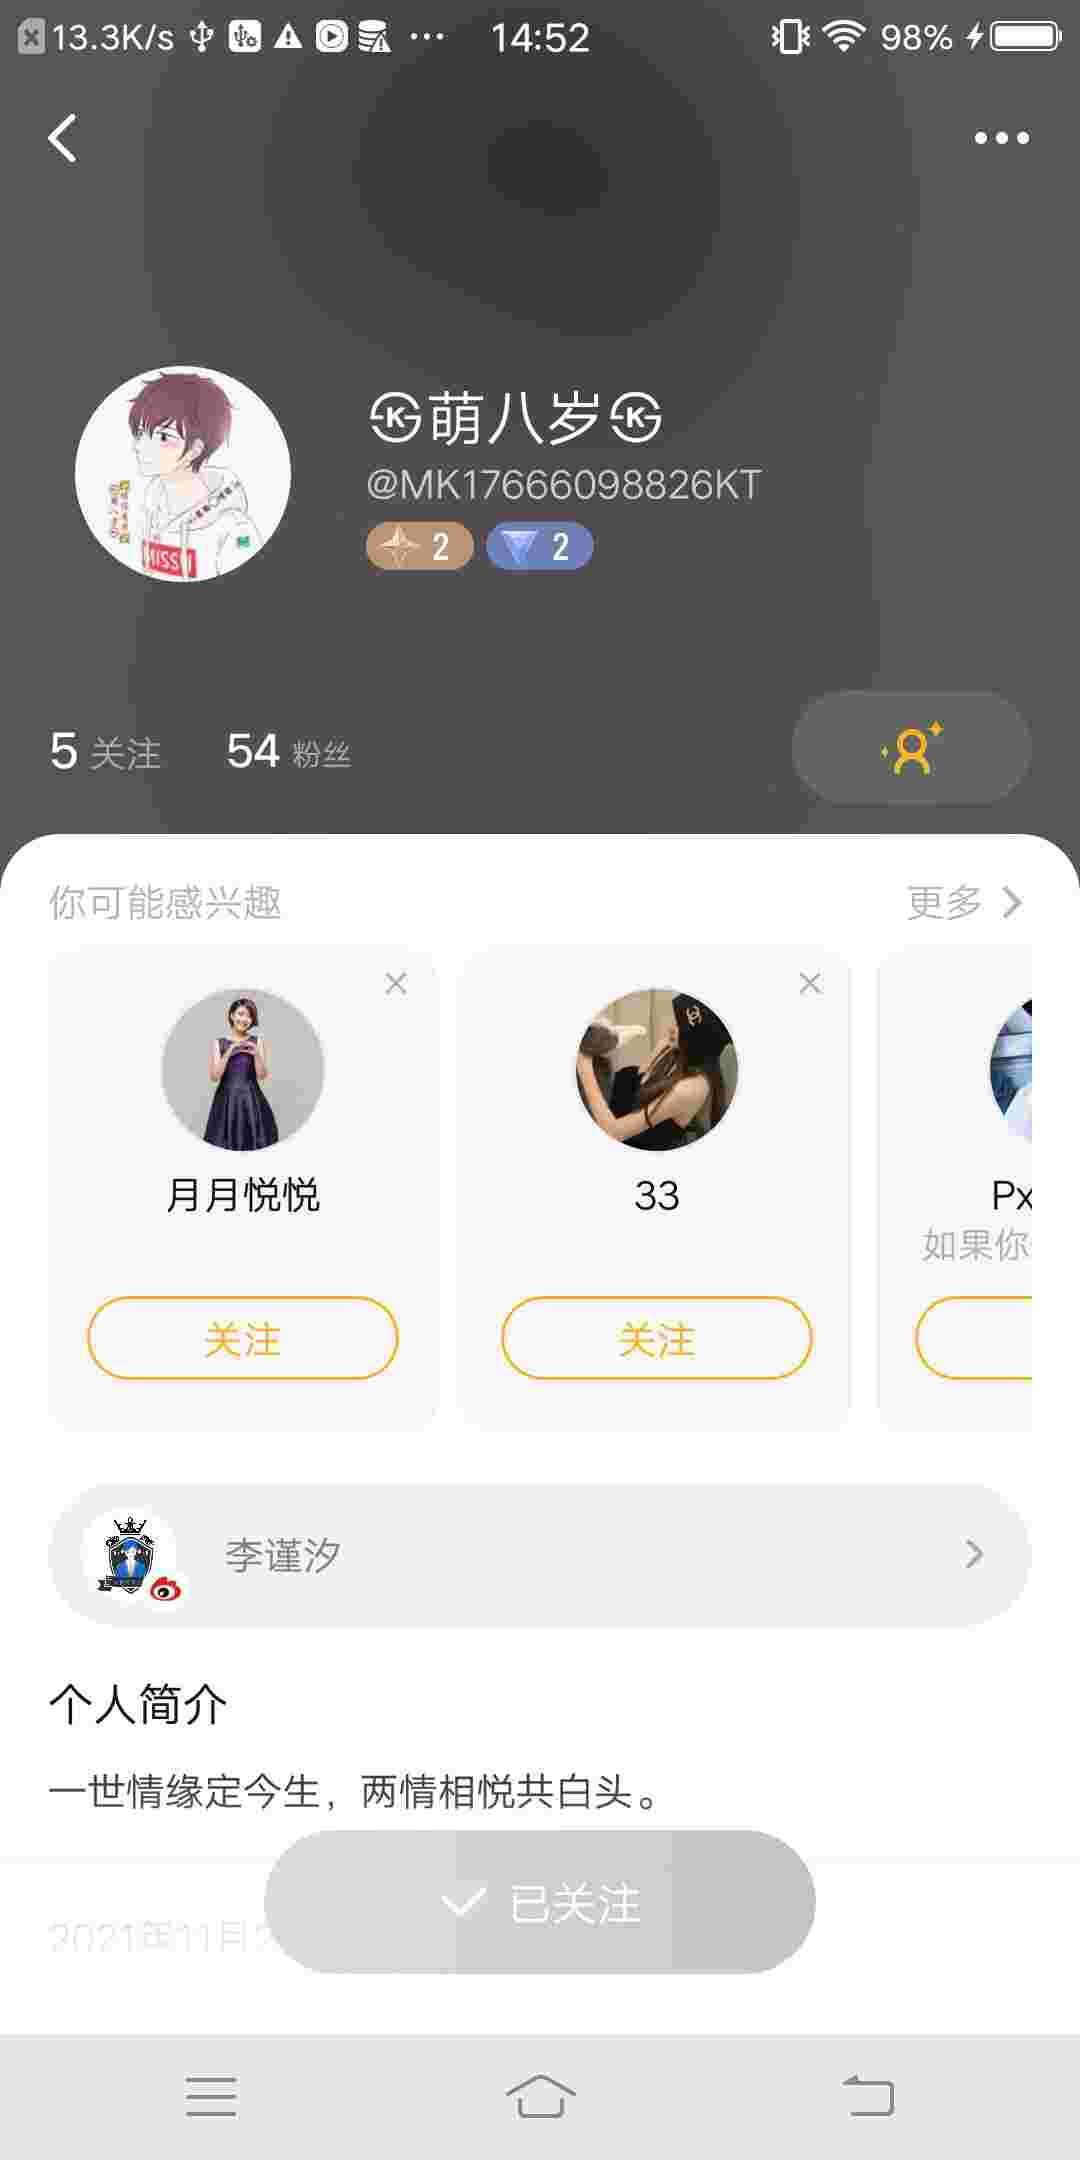 13.3K/s 14:52 98%
萌八岁
@MK17666098826KT
2 2
5 关注 54 粉丝
你可能感兴趣 更多
月月悦悦 33 Px
如果你
关注 关注
李谨汐
个人简介
一世情缘定今生，两情相悦共白头。
已关注
2021年11月2